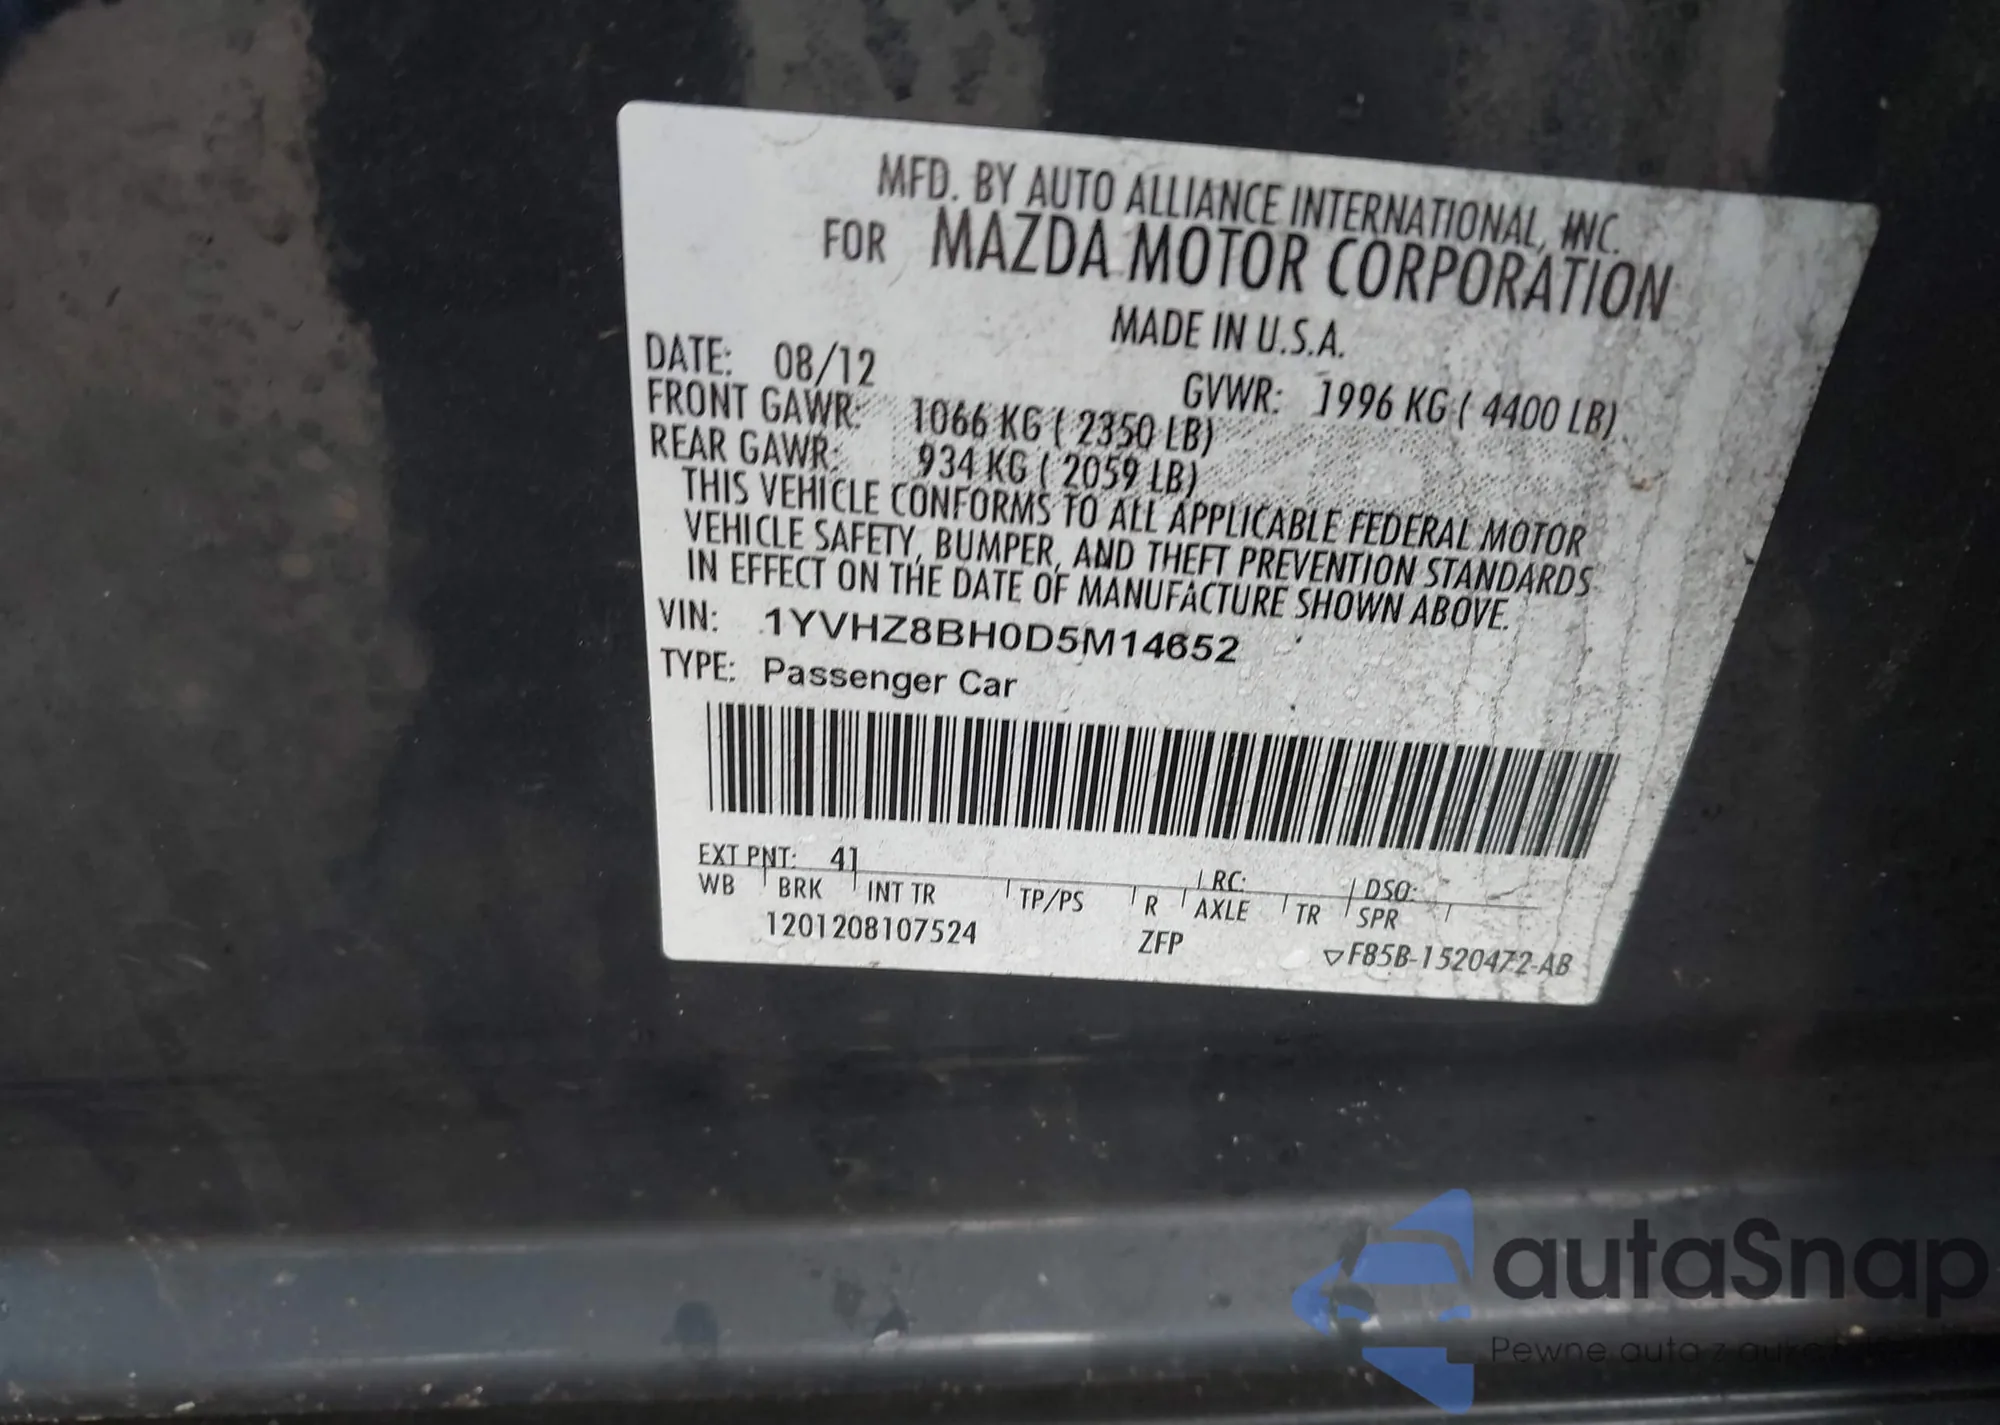 MFD. BY AUTO ALLIANCE INTERNATIONAL, INC.
FOR MAZDA MOTOR CORPORATION
MADE IN U.S.A.
DATE: 08/12 GVWR: 1996 KG ( 4400 LB)
FRONT GAWR: 1066 KG ( 2350 LB)
REAR GAWR: 934 KG ( 2059 LB)
THIS VEHICLE CONFORMS TO ALL APPLICABLE FEDERAL MOTOR
VEHICLE SAFETY, BUMPER, AND THEFT PREVENTION STANDARDS
IN EFFECT ON THE DATE OF MANUFACTURE SHOWN ABOVE.
VIN: 1YVHZ8BH0D5M14652
TYPE: Passenger Car
EXT PNT: 41 RC: DSO:
WB BRK INT TR TP/PS R AXLE TR SPR
1201208107524 ZFP ▽F85B-1520472-AB
autaSnap
Pewne auta z